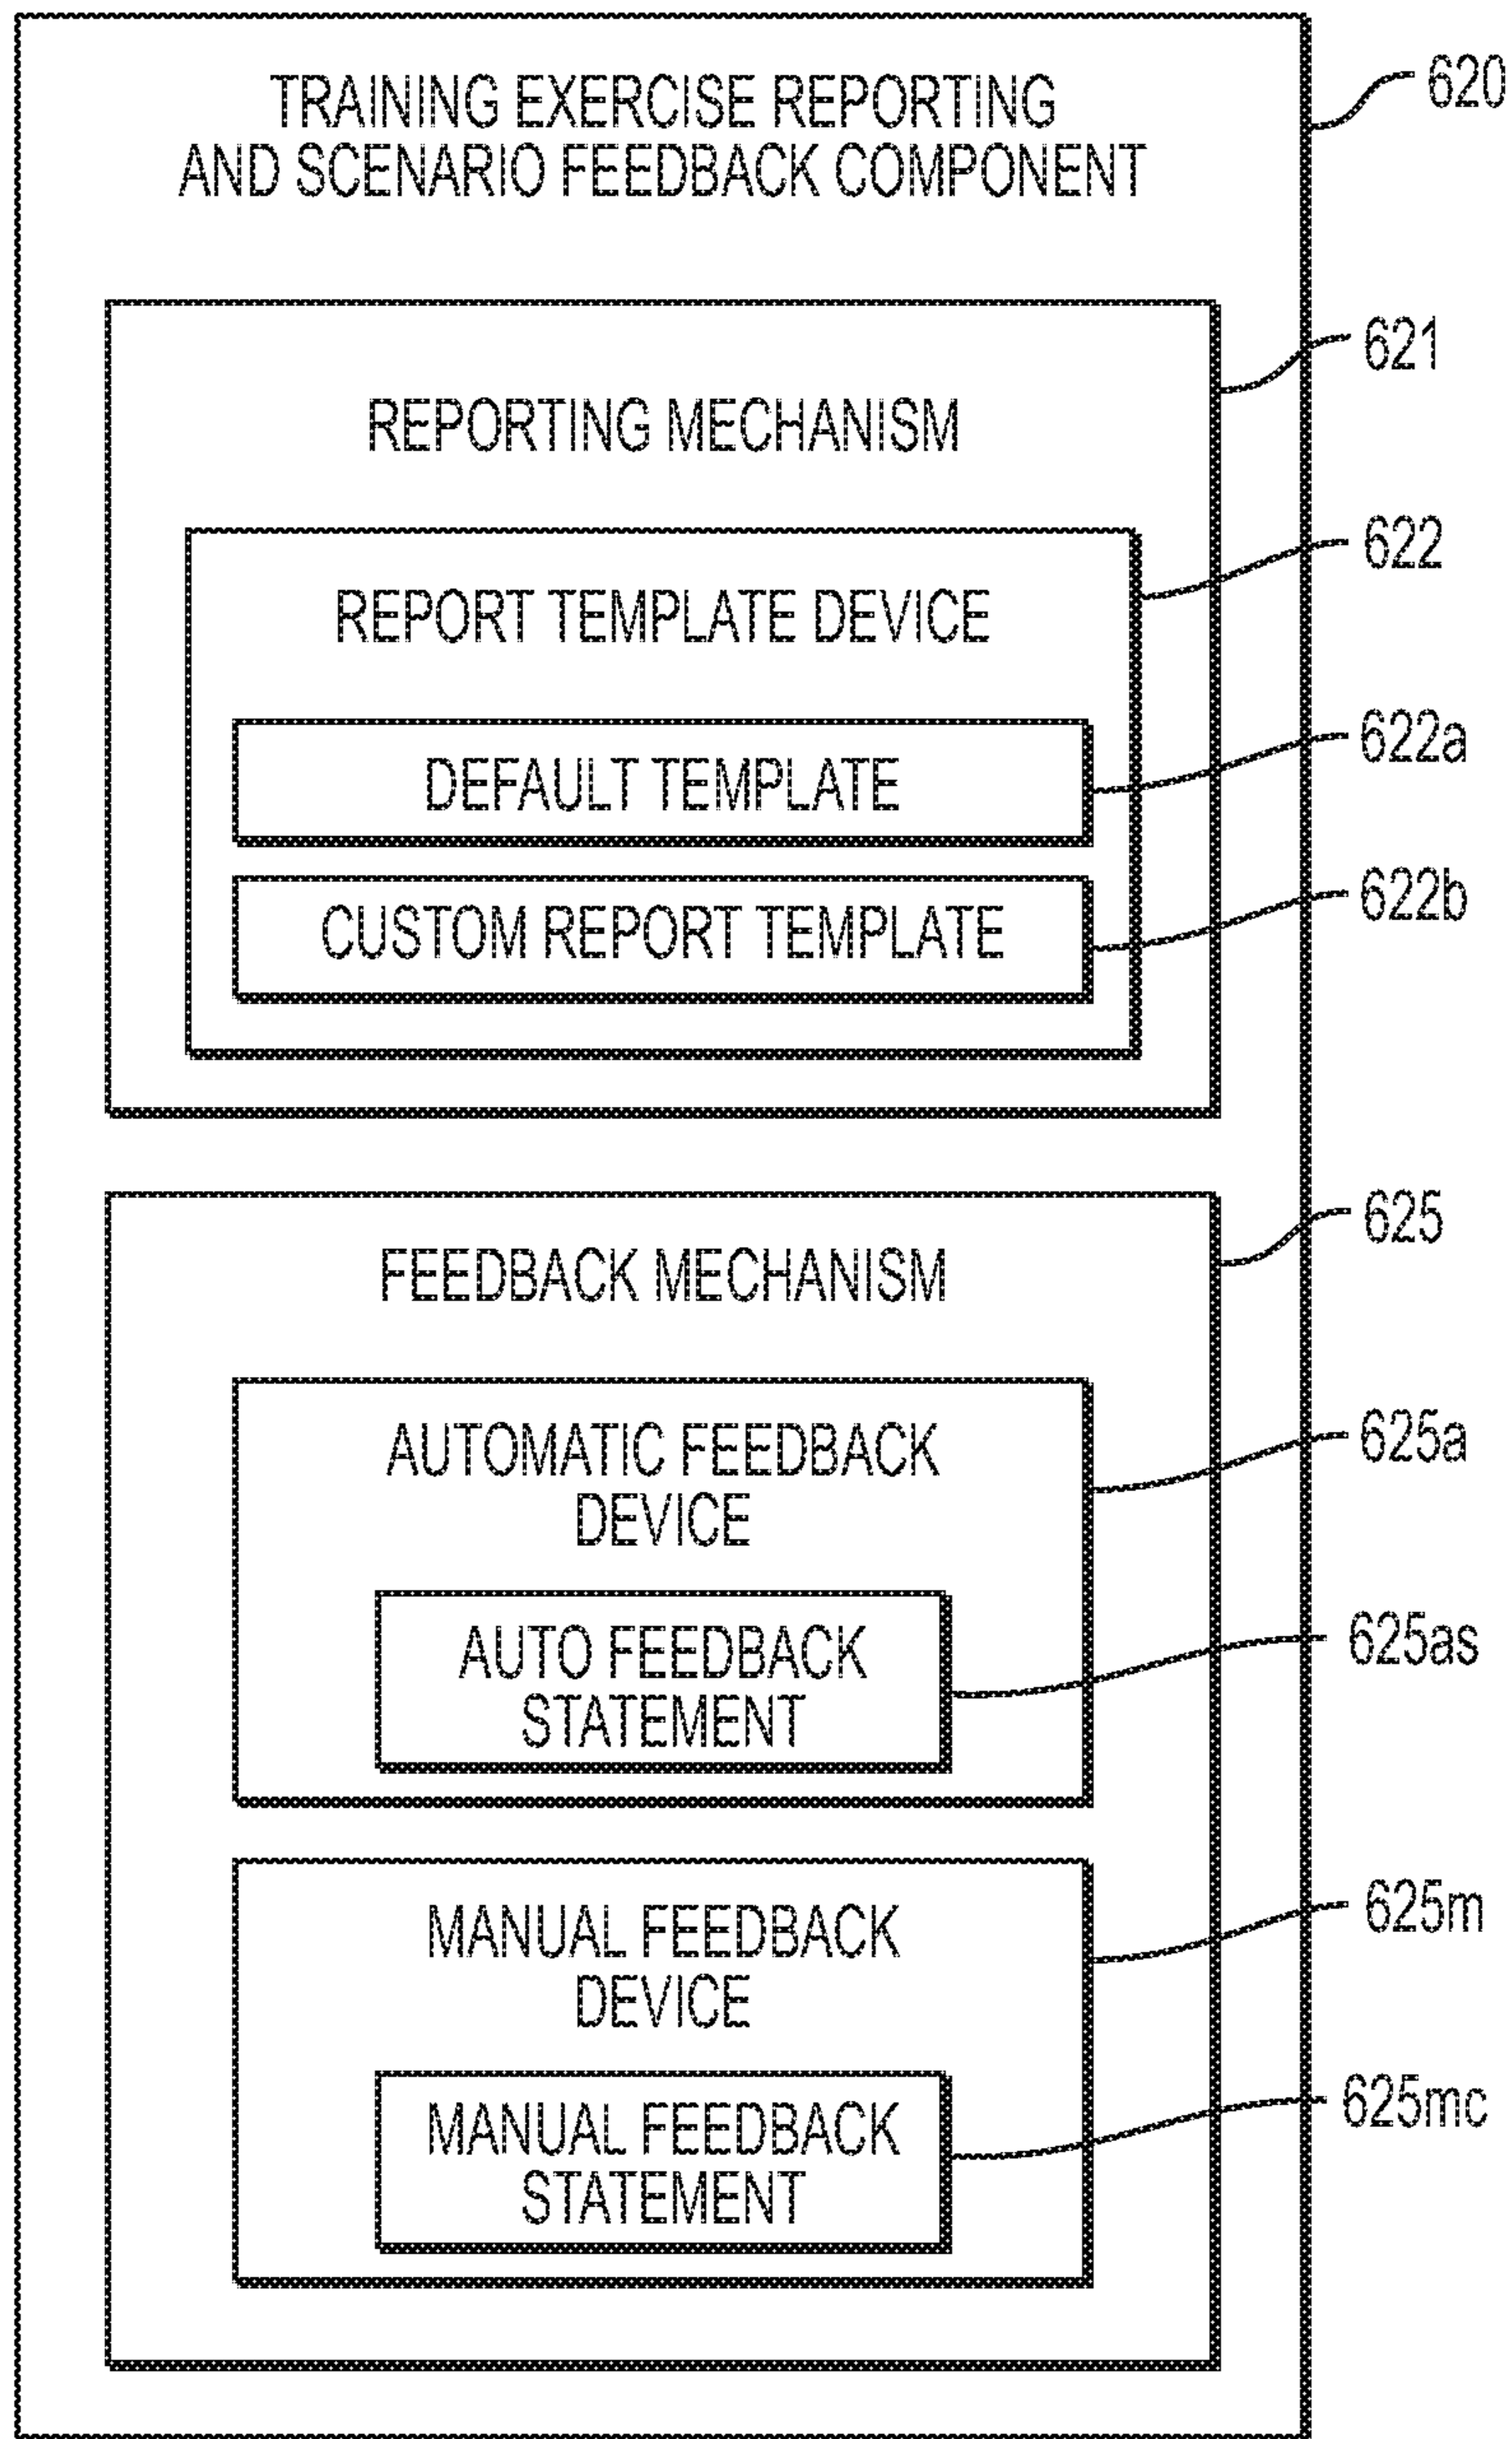 TRAINING EXERCISE REPORTING
AND SCENARIO FEEDBACK COMPONENT
620
REPORTING MECHANISM
621
REPORT TEMPLATE DEVICE
622
DEFAULT TEMPLATE
622a
CUSTOM REPORT TEMPLATE
622b
FEEDBACK MECHANISM
625
AUTOMATIC FEEDBACK
DEVICE
625a
AUTO FEEDBACK
STATEMENT
625as
MANUAL FEEDBACK
DEVICE
625m
MANUAL FEEDBACK
STATEMENT
625mc